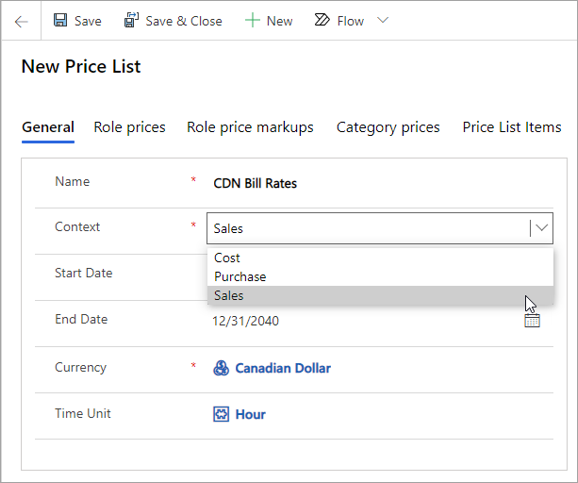 Save Save & Close New Flow
New Price List
General Role prices Role price markups Category prices Price List Items
Name * CDN Bill Rates
Context * Sales
Cost
Start Date
Purchase
Sales
End Date 12/31/2040
Currency * Canadian Dollar
Time Unit Hour